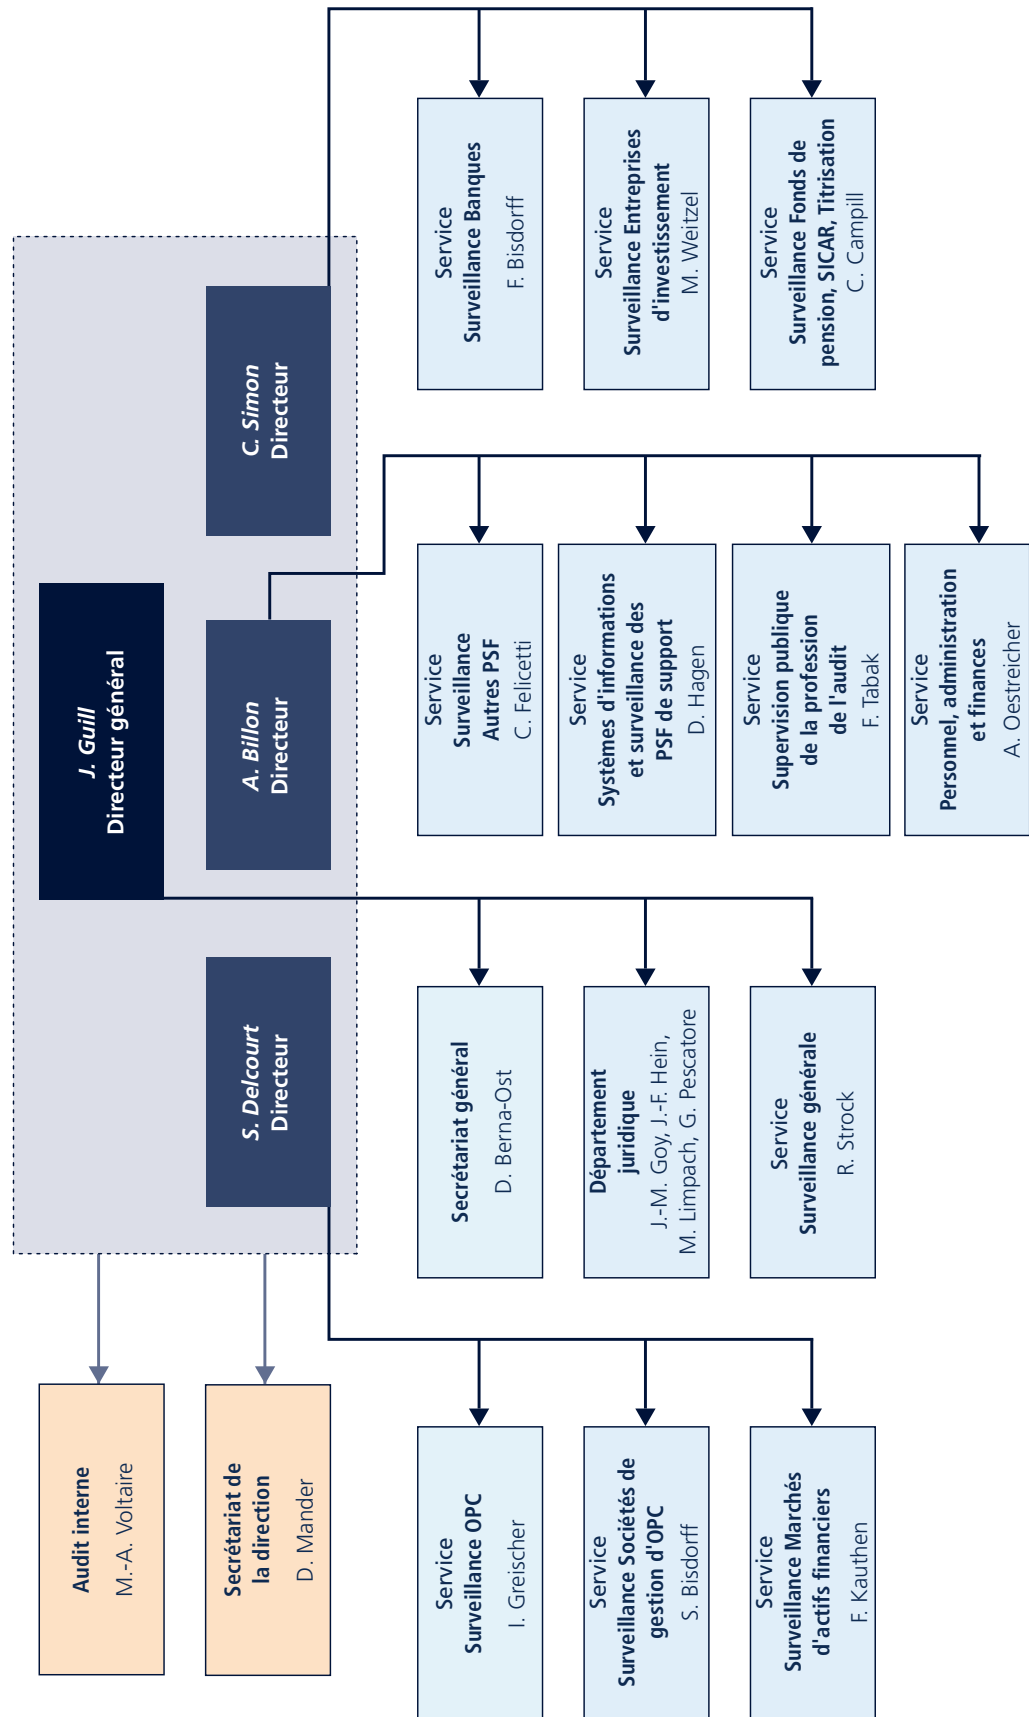 J. Guill
Directeur général
Audit interne
M.-A. Voltaire
Secrétariat de
la direction
D. Mander
S. Delcourt
Directeur
A. Billon
Directeur
C. Simon
Directeur
Service
Surveillance OPC
I. Greischer
Service
Surveillance Sociétés de
gestion d'OPC
S. Bisdorff
Service
Surveillance Marchés
d'actifs financiers
F. Kauthen
Secrétariat général
D. Berna-Ost
Département
juridique
J.-M. Goy, J.-F. Hein,
M. Limpach, G. Pescatore
Service
Surveillance générale
R. Strock
Service
Surveillance
Autres PSF
C. Felicetti
Service
Systèmes d'informations
et surveillance des
PSF de support
D. Hagen
Service
Supervision publique
de la profession
de l'audit
F. Tabak
Service
Personnel, administration
et finances
A. Oestreicher
Service
Surveillance Banques
F. Bisdorff
Service
Surveillance Entreprises
d'investissement
M. Weitzel
Service
Surveillance Fonds de
pension, SICAR, Titrisation
C. Campill